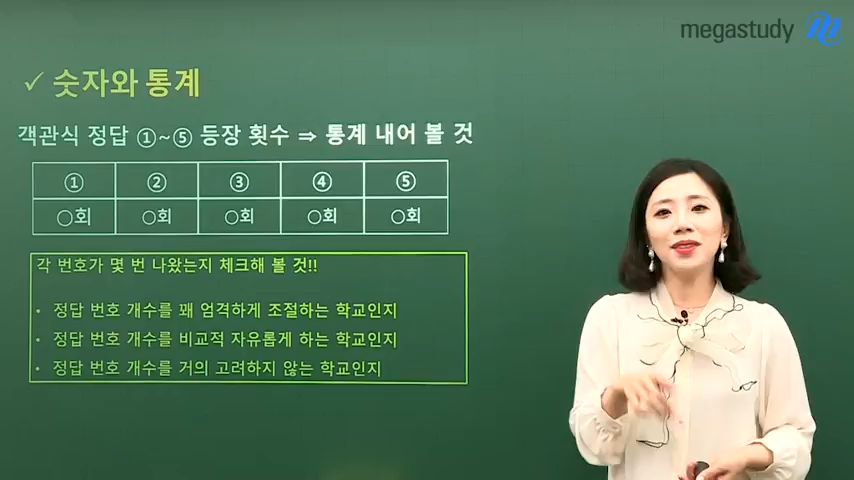 megastudy
✓ 숫자와 통계
객관식 정답 ①~⑤ 등장 횟수 ⇒ 통계 내어 볼 것
① ② ③ ④ ⑤
○회 ○회 ○회 ○회 ○회
각 번호가 몇 번 나왔는지 체크해 볼 것!!
• 정답 번호 개수를 꽤 엄격하게 조절하는 학교인지
• 정답 번호 개수를 비교적 자유롭게 하는 학교인지
• 정답 번호 개수를 거의 고려하지 않는 학교인지